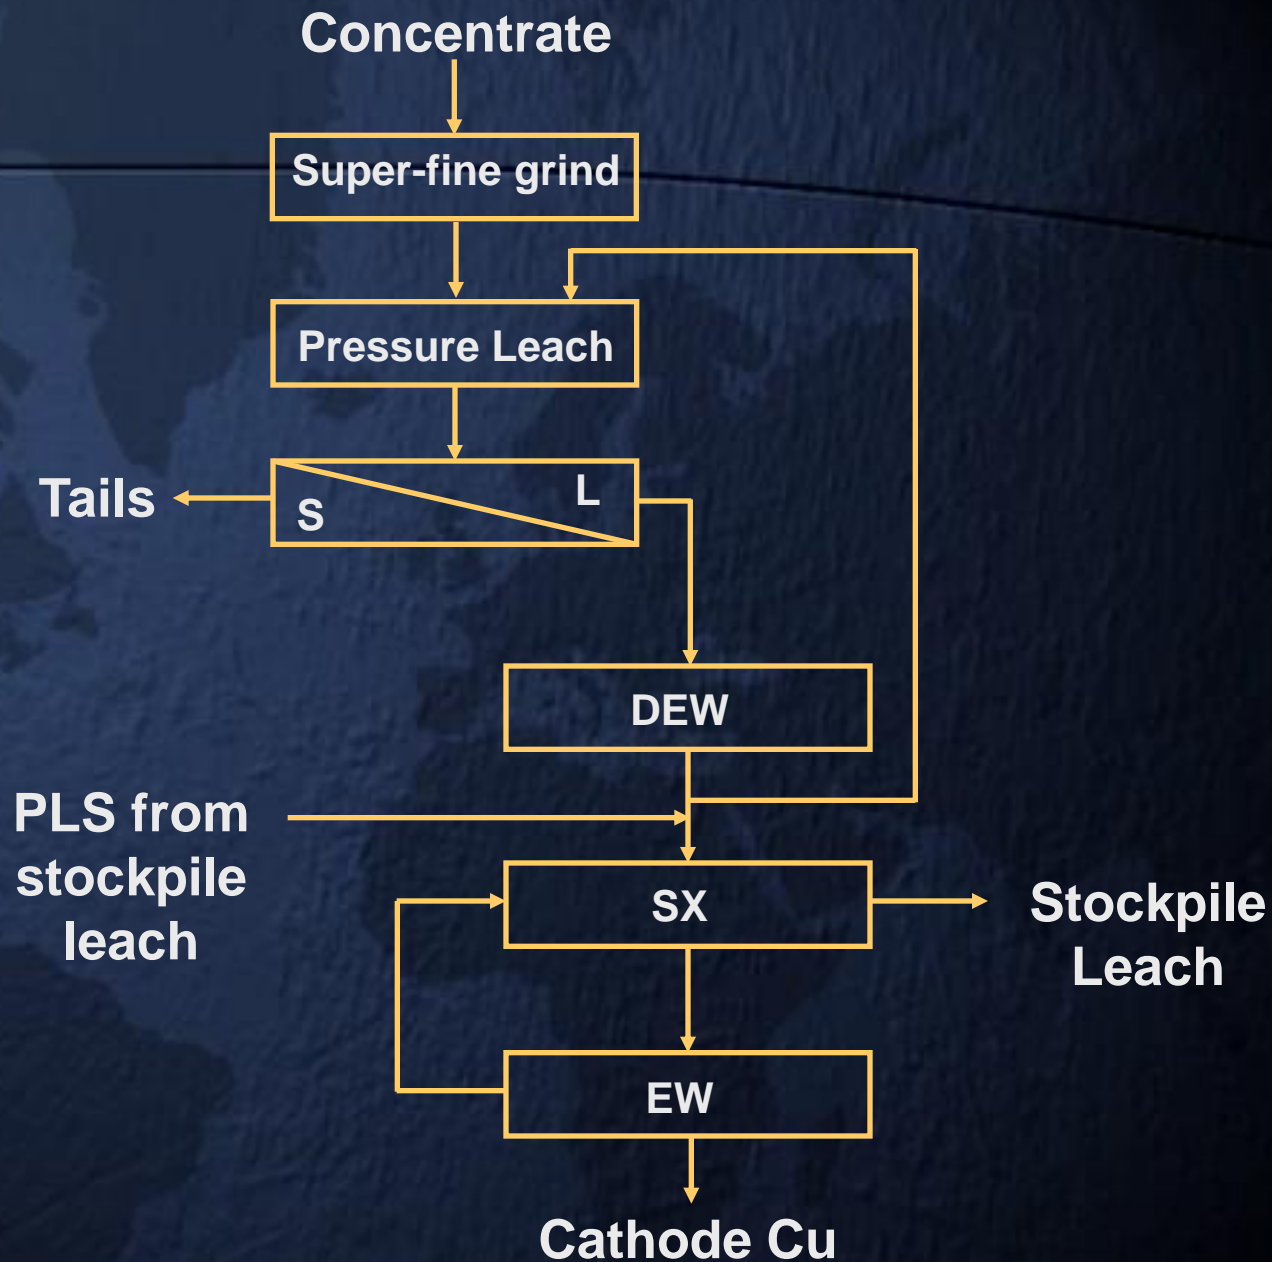 Concentrate
Super-fine grind
Pressure Leach
Tails
S
L
DEW
PLS from
stockpile
leach
SX
Stockpile
Leach
EW
Cathode Cu